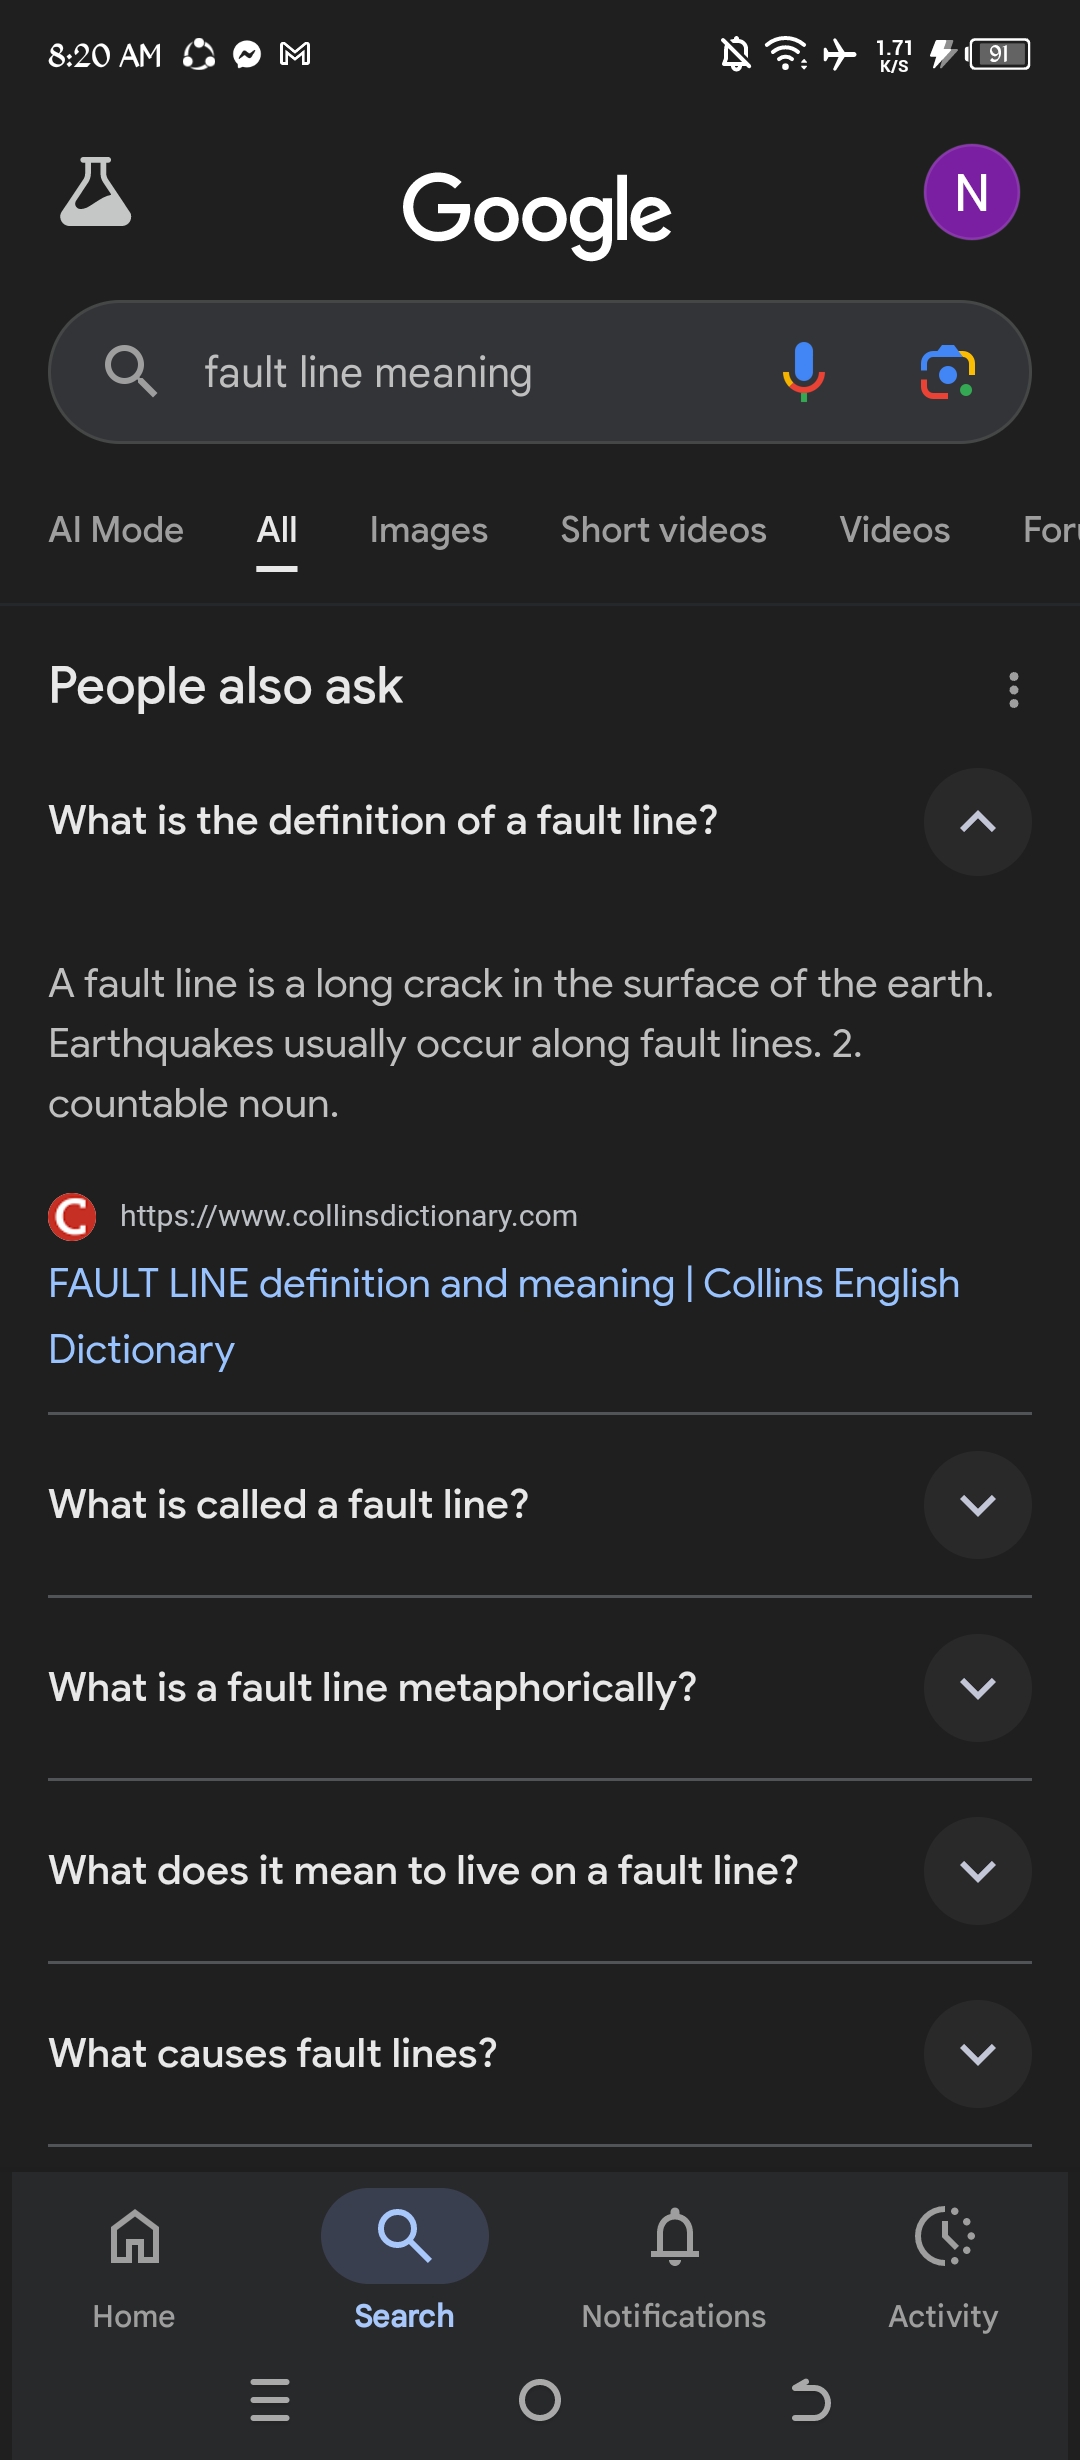 8:20 AM
1.71
K/S
91
Google
N
fault line meaning
AI Mode
All
Images
Short videos
Videos
Foru
People also ask
What is the definition of a fault line?
A fault line is a long crack in the surface of the earth.
Earthquakes usually occur along fault lines. 2.
countable noun.
C
https://www.collinsdictionary.com
FAULT LINE definition and meaning | Collins English
Dictionary
What is called a fault line?
What is a fault line metaphorically?
What does it mean to live on a fault line?
What causes fault lines?
Home
Search
Notifications
Activity